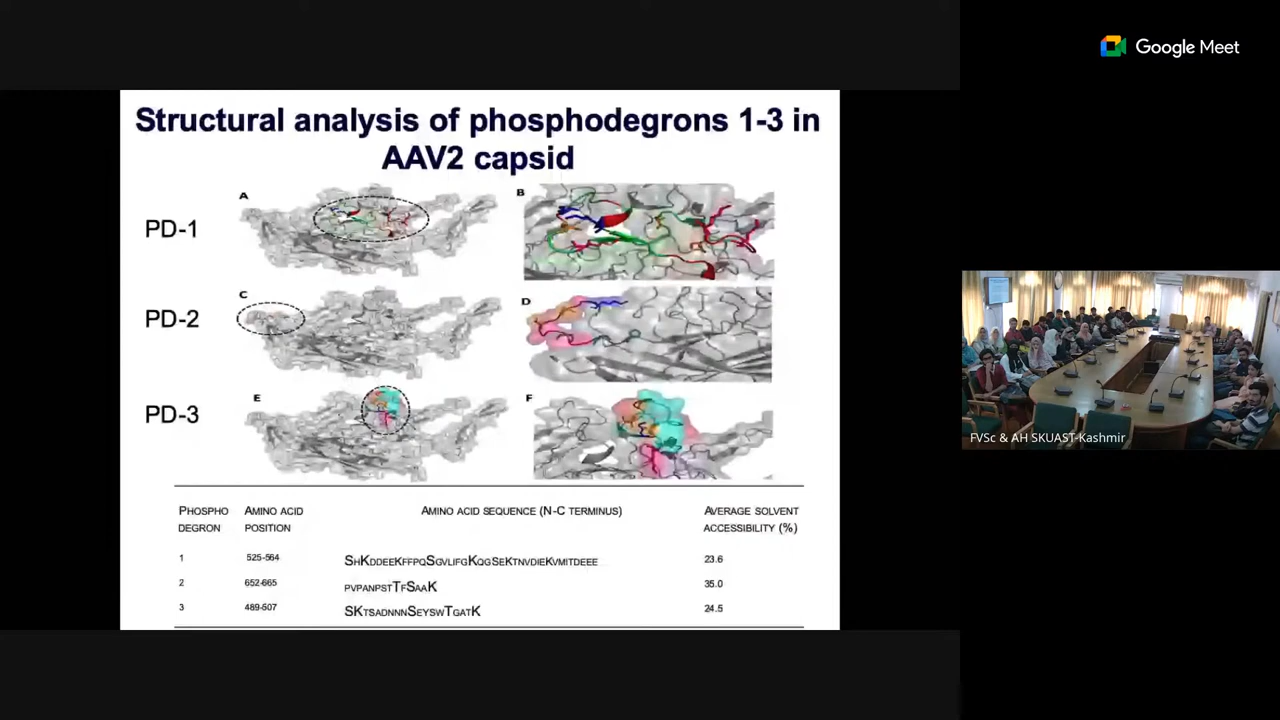 Google Meet
Structural analysis of phosphodegrons 1-3 in
AAV2 capsid
A
B
PD-1
C
D
PD-2
E
F
PD-3
FVSc & AH SKUAST-Kashmir
PHOSPHO AMINO ACID AMINO ACID SEQUENCE (N-C TERMINUS) AVERAGE SOLVENT
DEGRON POSITION ACCESSIBILITY (%)
1 525-564 SHKDDEEKFFPQSGVLIFGKQGSEKTNVDIEKVMITDEEE 23.6
2 652-665 PVPANPSTTFSAAK 35.0
3 489-507 SKTSADNNNSEYSWTGATK 24.5